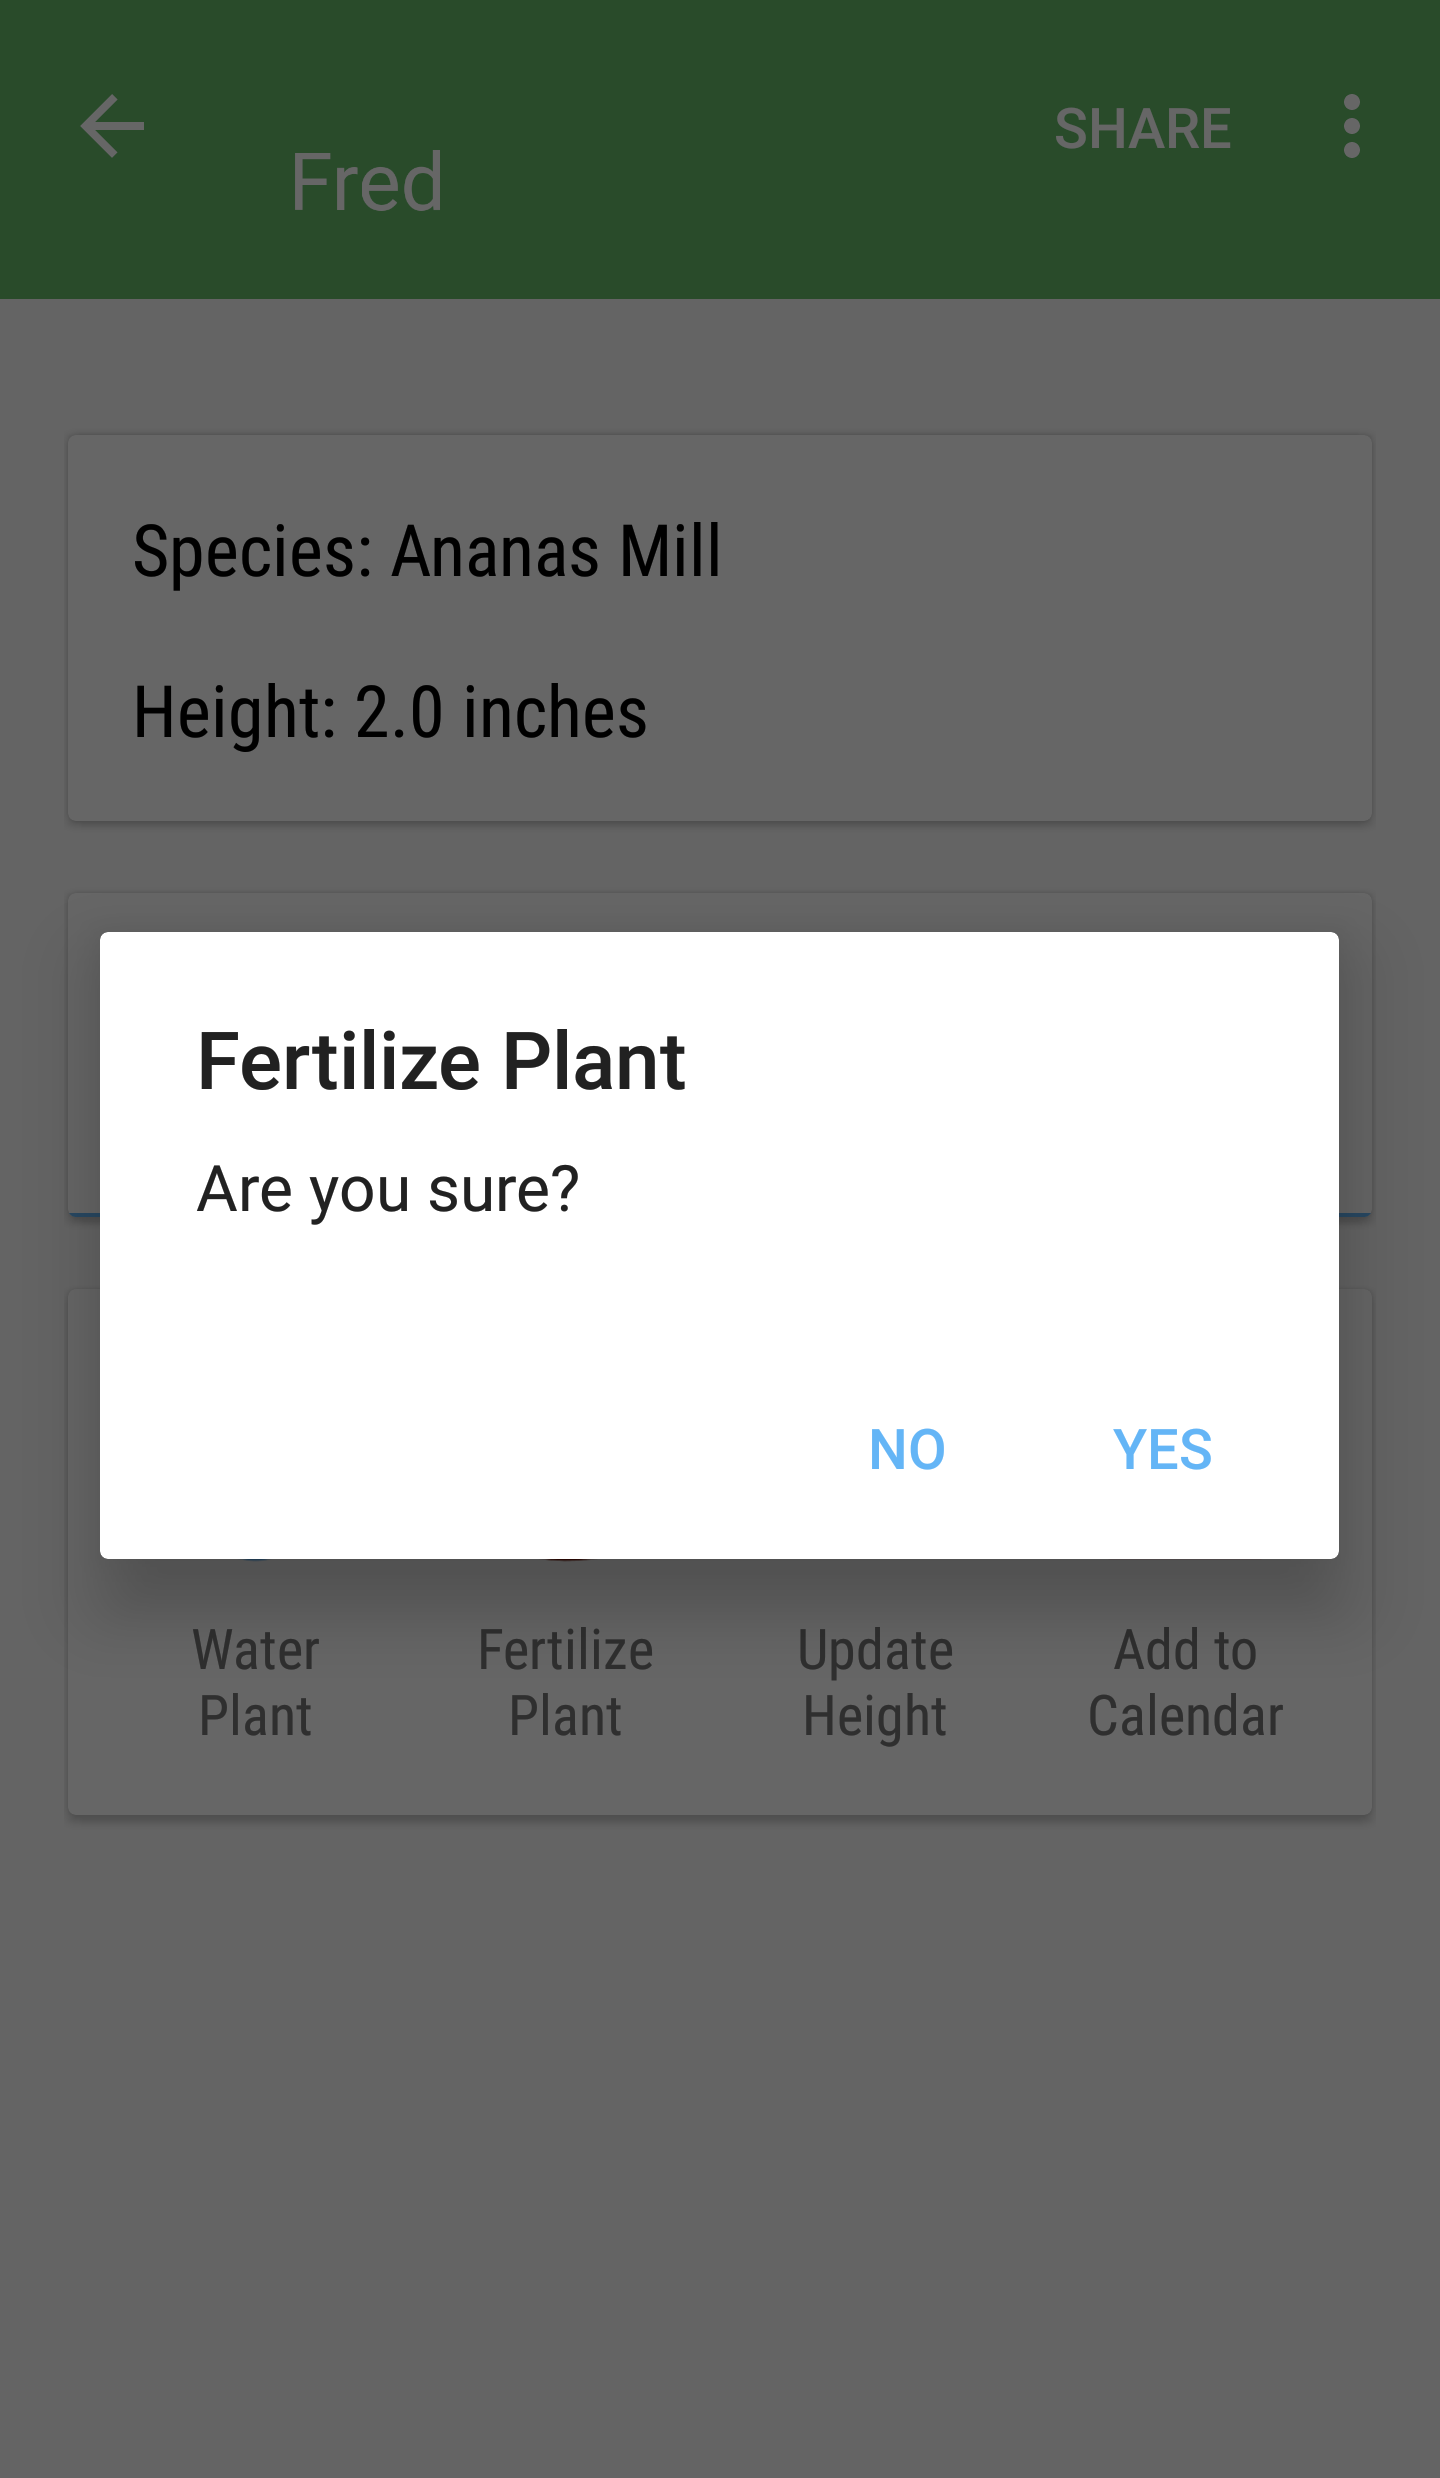 SHARE
Fred
Species: Ananas Mill
Height: 2.0 inches
Fertilize Plant
Are you sure?
NO YES
Water Plant
Fertilize Plant
Update Height
Add to Calendar